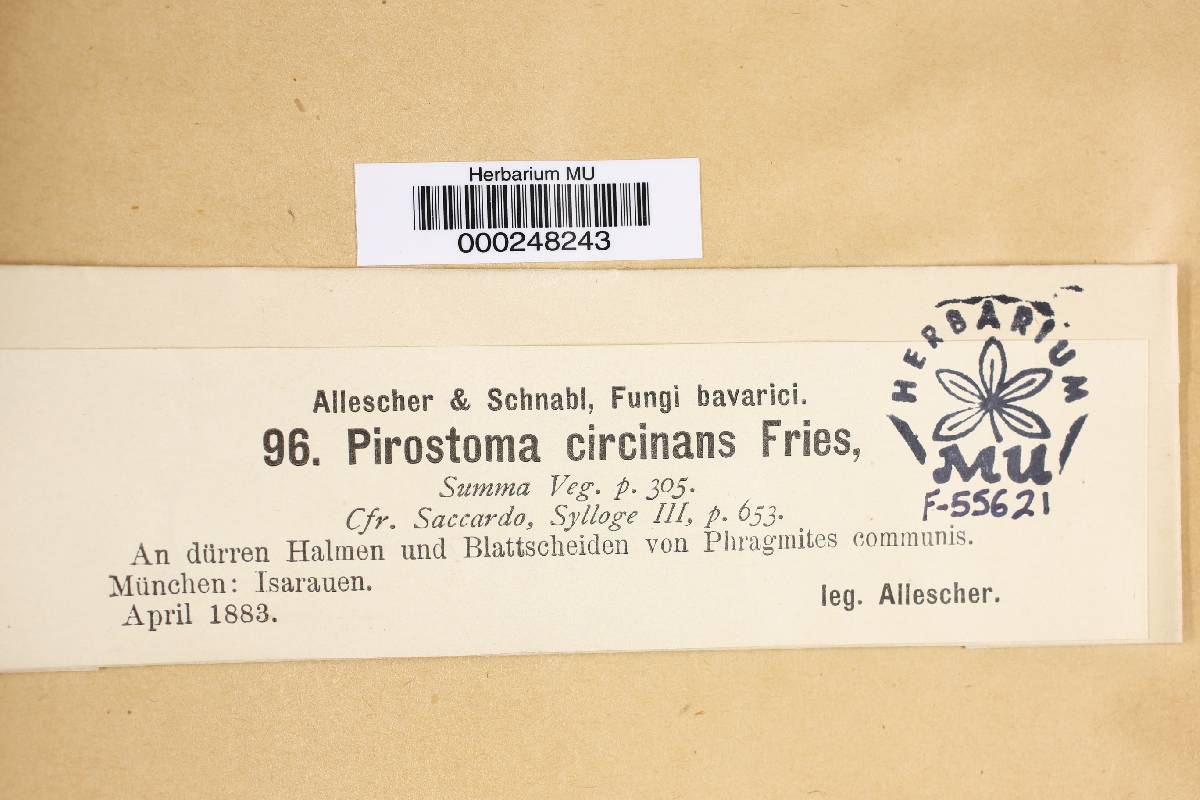 Herbarium MU
000248243
HERBARIUM
MU
F-55621
Allescher & Schnabl, Fungi bavarici.
96. Pirostoma circinans Fries,
Summa Veg. p. 305.
Cfr. Saccardo, Sylloge III, p. 653.
An dürren Halmen und Blattscheiden von Phragmites communis.
München: Isarauen.
April 1883.
leg. Allescher.